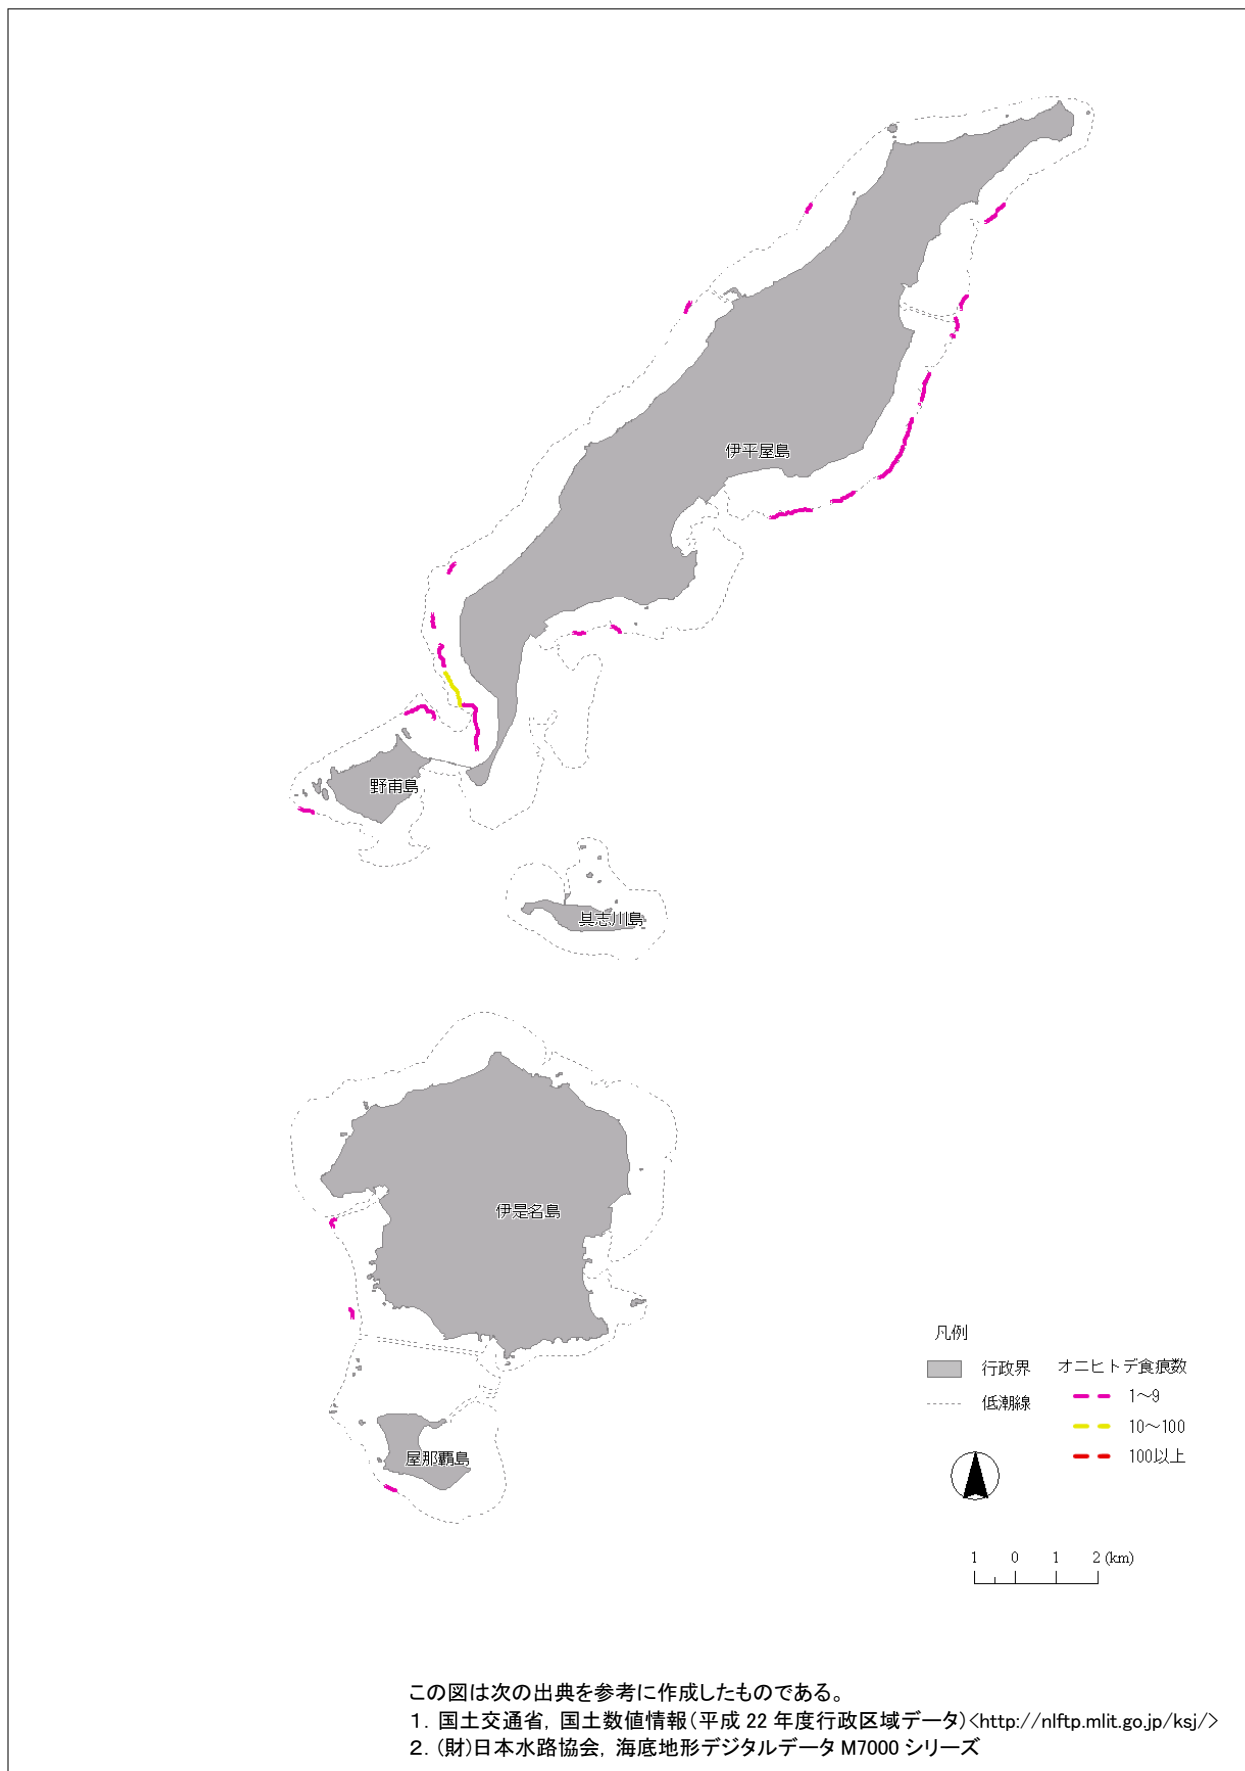 伊平屋島
野甫島
具志川島
伊是名島
屋那覇島
凡例
行政界
低潮線
オニヒトデ食痕数
1～9
10～100
100以上
1 0 1 2 (km)
この図は次の出典を参考に作成したものである。
1. 国土交通省, 国土数値情報(平成 22 年度行政区域データ)<http://nlftp.mlit.go.jp/ksj/>
2. (財)日本水路協会, 海底地形デジタルデータ M7000 シリーズ